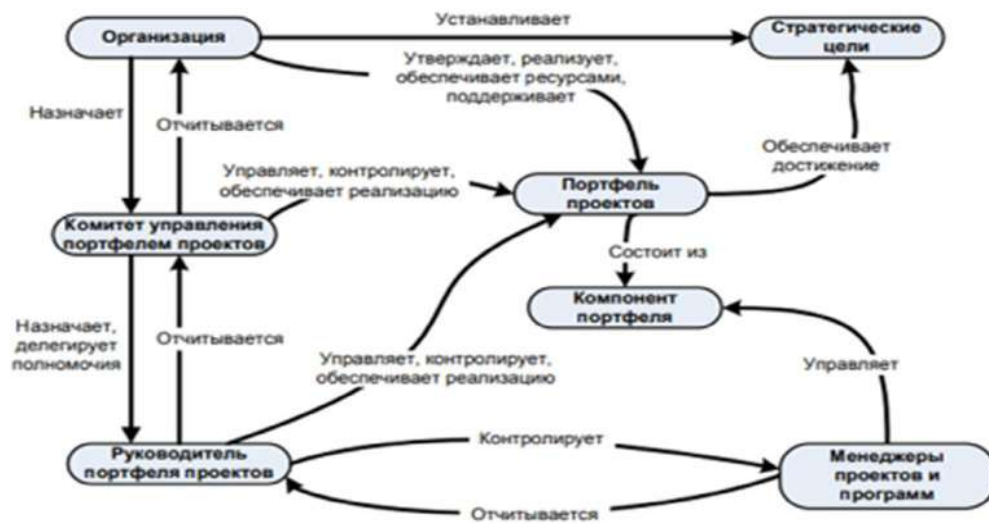 Устанавливает
Организация
Стратегические
цели
Утверждает, реализует,
обеспечивает ресурсами,
поддерживает
Назначает
Отчитывается
Обеспечивает
достижение
Управляет, контролирует,
обеспечивает реализацию
Портфель
проектов
Комитет управления
портфелем проектов
Состоит из
Компонент
портфеля
Назначает,
делегирует
полномочия
Отчитывается
Управляет, контролирует,
обеспечивает реализацию
Управляет
Руководитель
портфеля проектов
Контролирует
Менеджеры
проектов и
программ
Отчитывается